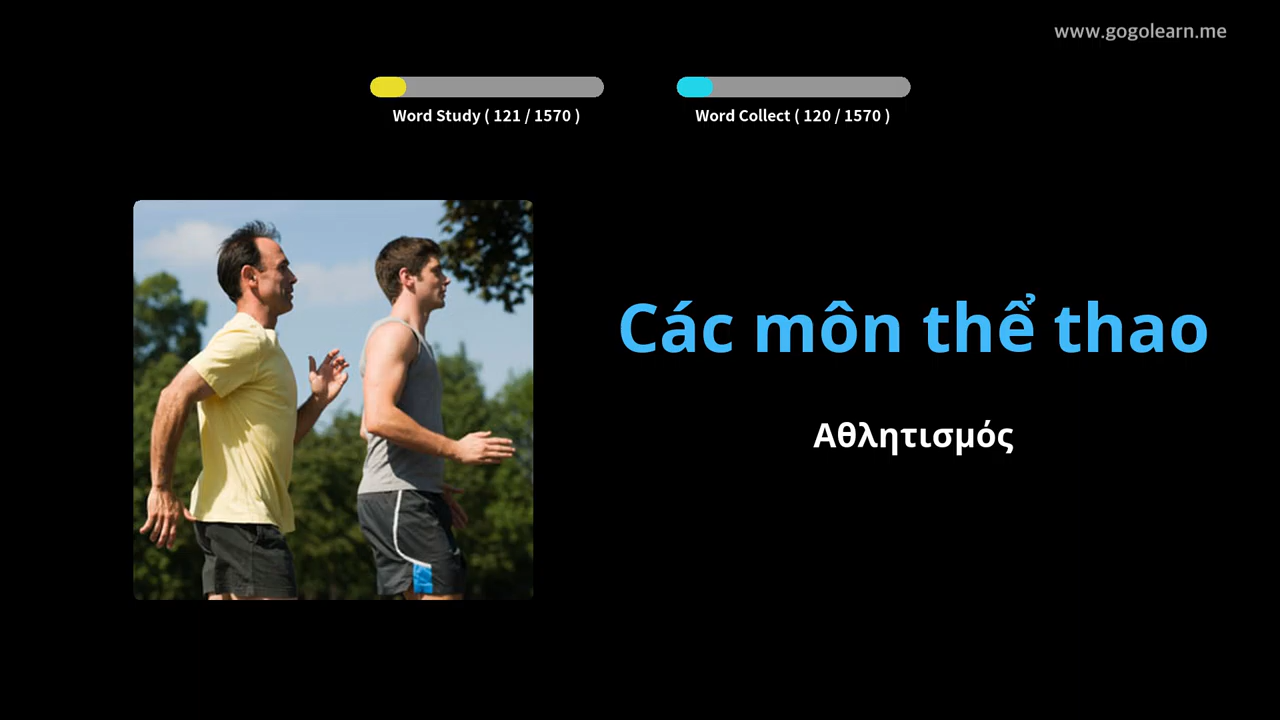 www.gogolearn.me
Word Study ( 121 / 1570 )
Word Collect ( 120 / 1570 )
Các môn thể thao
Αθλητισμός